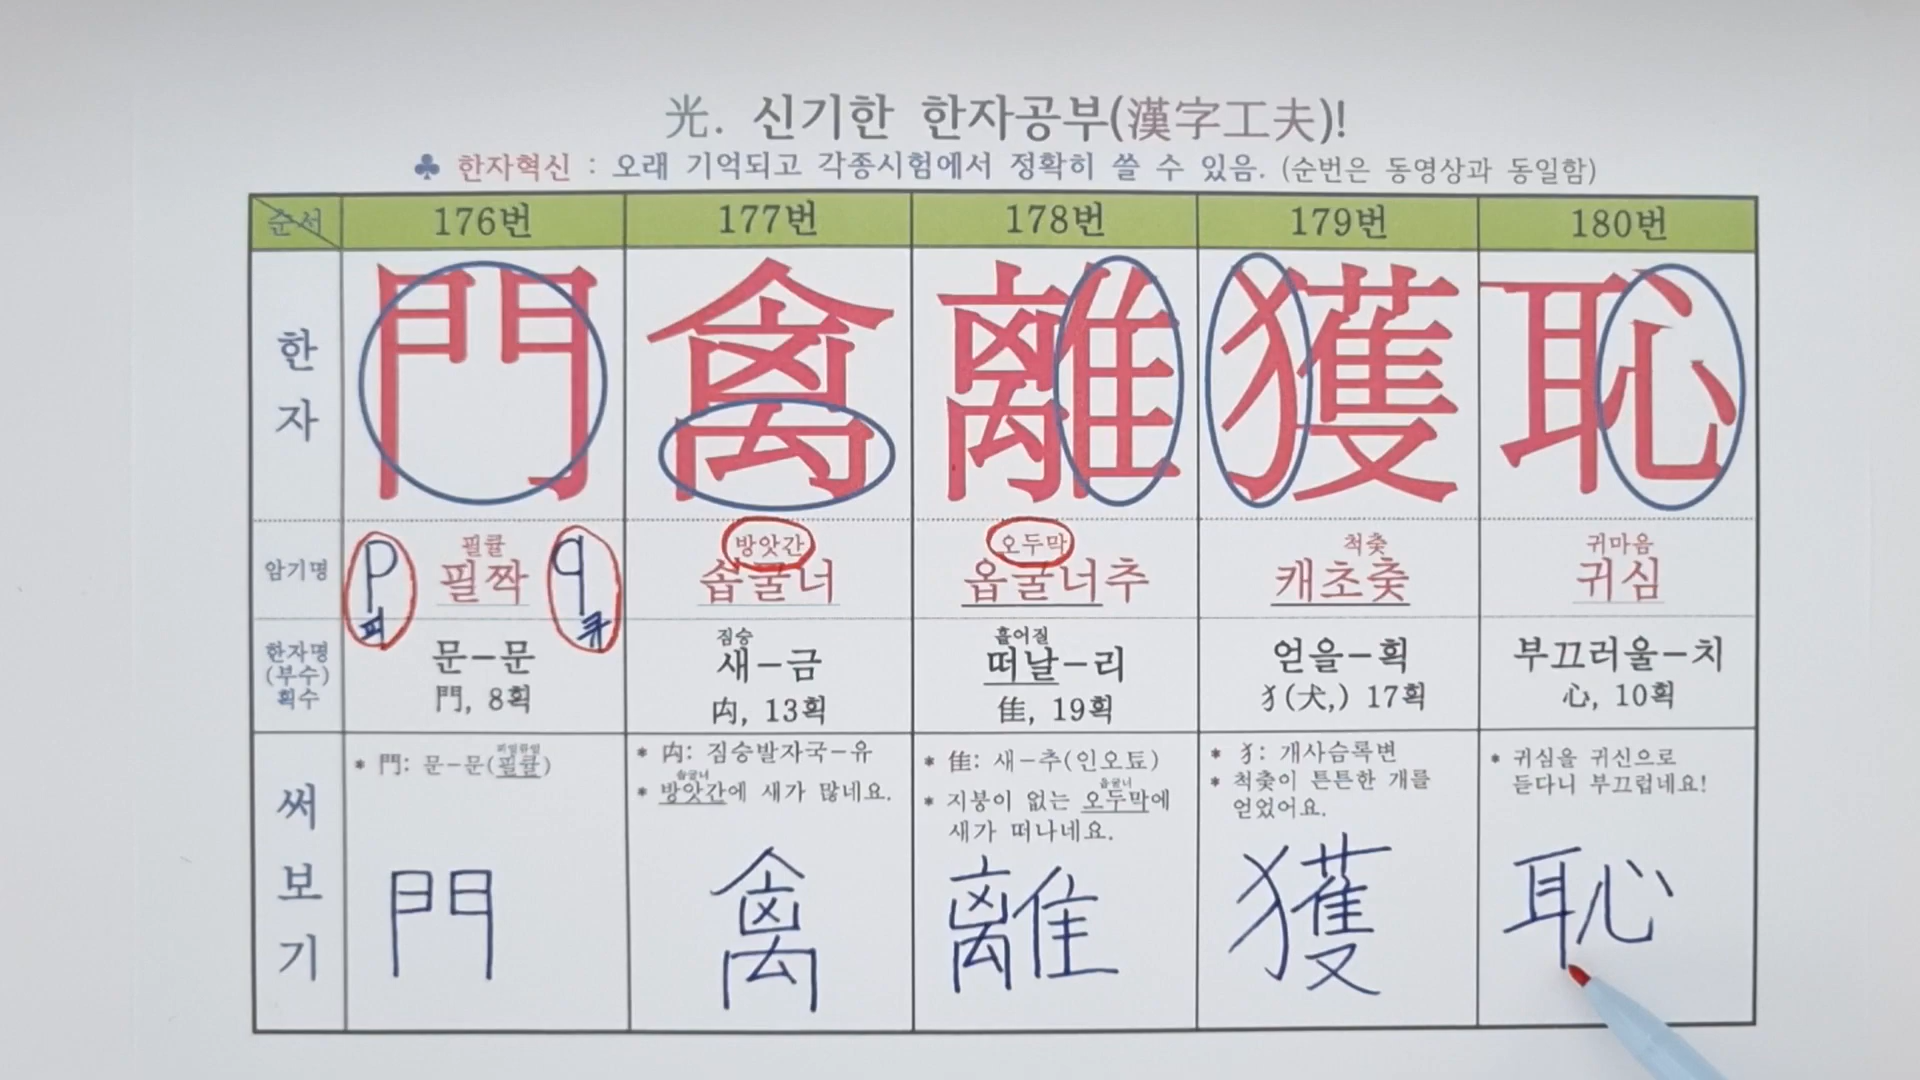 光. 신기한 한자공부(漢字工夫)!
♣ 한자혁신 : 오래 기억되고 각종시험에서 정확히 쓸 수 있음. (순번은 동영상과 동일함)
순서 176번 177번 178번 179번 180번
한자 門 禽 離 獲 恥
암기명
p 피 필큘 필짝 q 큐
방앗간 솝굴너
오두막 옵굴너추
척춫 캐초춫
귀마음 귀심
한자명 (부수) 획수
문-문
門, 8획
짐승
새-금
禸, 13획
흩어질
떠날-리
隹, 19획
얻을-획
犭(犬,) 17획
부끄러울-치
心, 10획
써보기
* 門: 문-문(필큘)
門
* 禸: 짐승발자국-유
솝굴너
* 방앗간에 새가 많네요.
禽
* 隹: 새-추(인오툐)
옵굴너
* 지붕이 없는 오두막에
새가 떠나네요.
離
* 犭: 개사슴록변
* 척춫이 튼튼한 개를
얻었어요.
獲
* 귀심을 귀신으로
듣다니 부끄럽네요!
恥